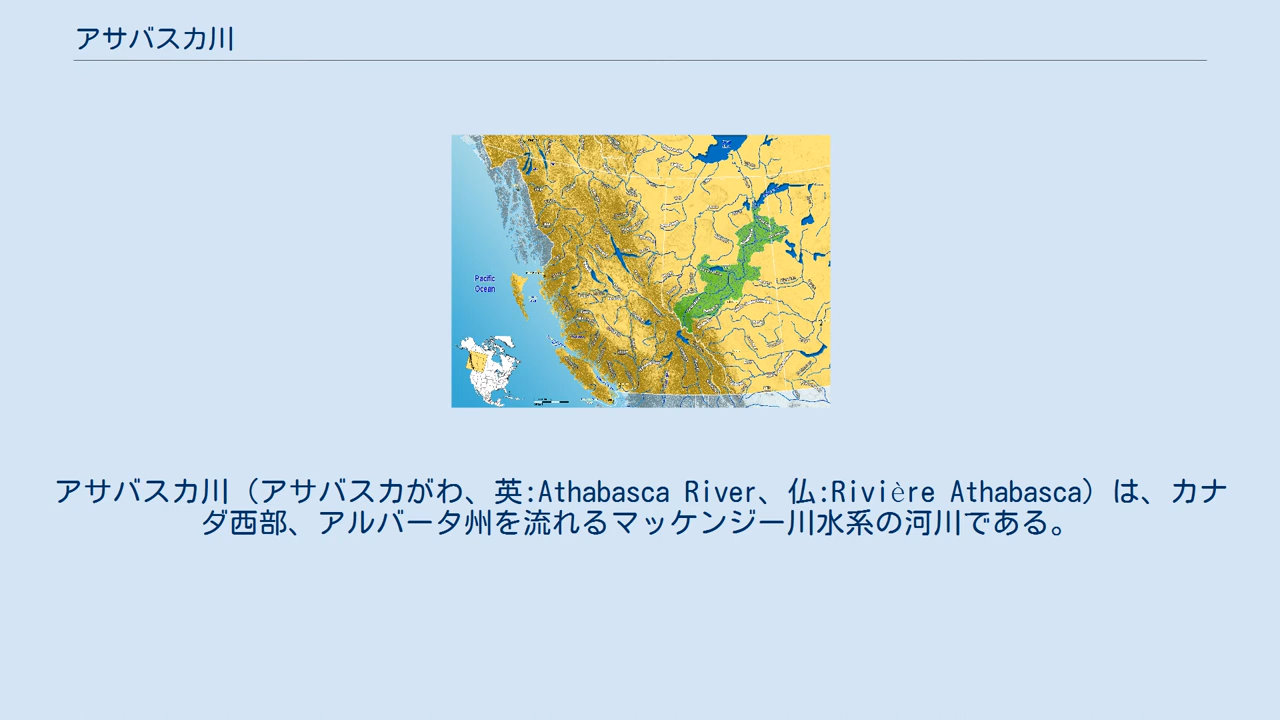 アサバスカ川
Pacific
Ocean
アサバスカ川（アサバスカがわ、英:Athabasca River、仏:Rivière Athabasca）は、カナ
ダ西部、アルバータ州を流れるマッケンジー川水系の河川である。